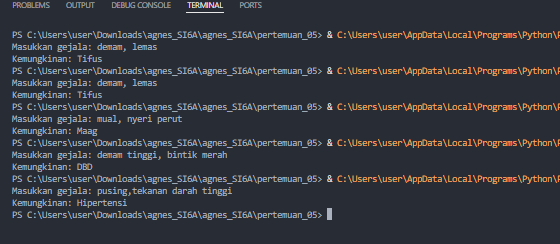 PROBLEMS OUTPUT DEBUG CONSOLE TERMINAL PORTS
PS C:\Users\user\Downloads\agnes_SI6A\agnes_SI6A\pertemuan_05> & C:\Users\user\AppData\Local\Programs\Python\
Masukkan gejala: demam, lemas
Kemungkinan: Tifus
PS C:\Users\user\Downloads\agnes_SI6A\agnes_SI6A\pertemuan_05> & C:\Users\user\AppData\Local\Programs\Python\
Masukkan gejala: demam, lemas
Kemungkinan: Tifus
PS C:\Users\user\Downloads\agnes_SI6A\agnes_SI6A\pertemuan_05> & C:\Users\user\AppData\Local\Programs\Python\
Masukkan gejala: mual, nyeri perut
Kemungkinan: Maag
PS C:\Users\user\Downloads\agnes_SI6A\agnes_SI6A\pertemuan_05> & C:\Users\user\AppData\Local\Programs\Python\
Masukkan gejala: demam tinggi, bintik merah
Kemungkinan: DBD
PS C:\Users\user\Downloads\agnes_SI6A\agnes_SI6A\pertemuan_05> & C:\Users\user\AppData\Local\Programs\Python\
Masukkan gejala: pusing,tekanan darah tinggi
Kemungkinan: Hipertensi
PS C:\Users\user\Downloads\agnes_SI6A\agnes_SI6A\pertemuan_05>